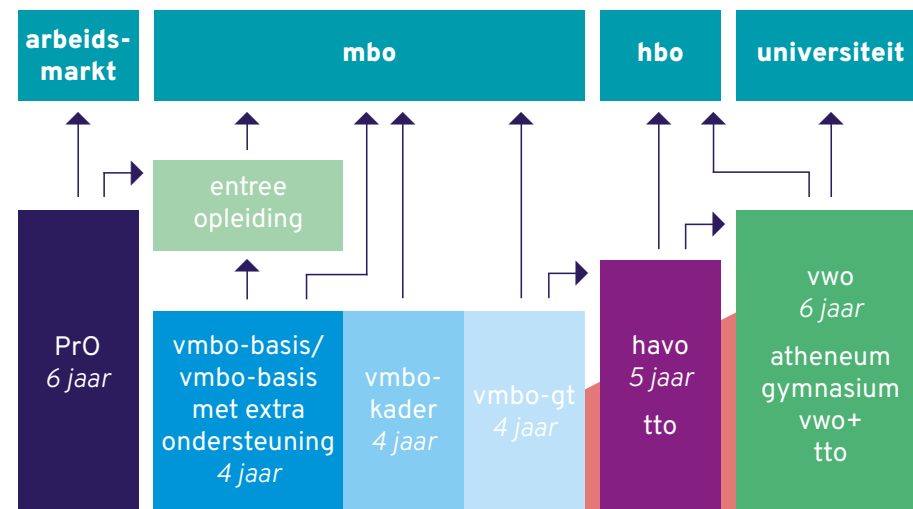 arbeids-
markt
mbo
hbo
universiteit
entree
opleiding
PrO
6 jaar
vmbo-basis/
vmbo-basis
met extra
ondersteuning
4 jaar
vmbo-
kader
4 jaar
vmbo-gt
4 jaar
havo
5 jaar
tto
vwo
6 jaar
atheneum
gymnasium
vwo+
tto